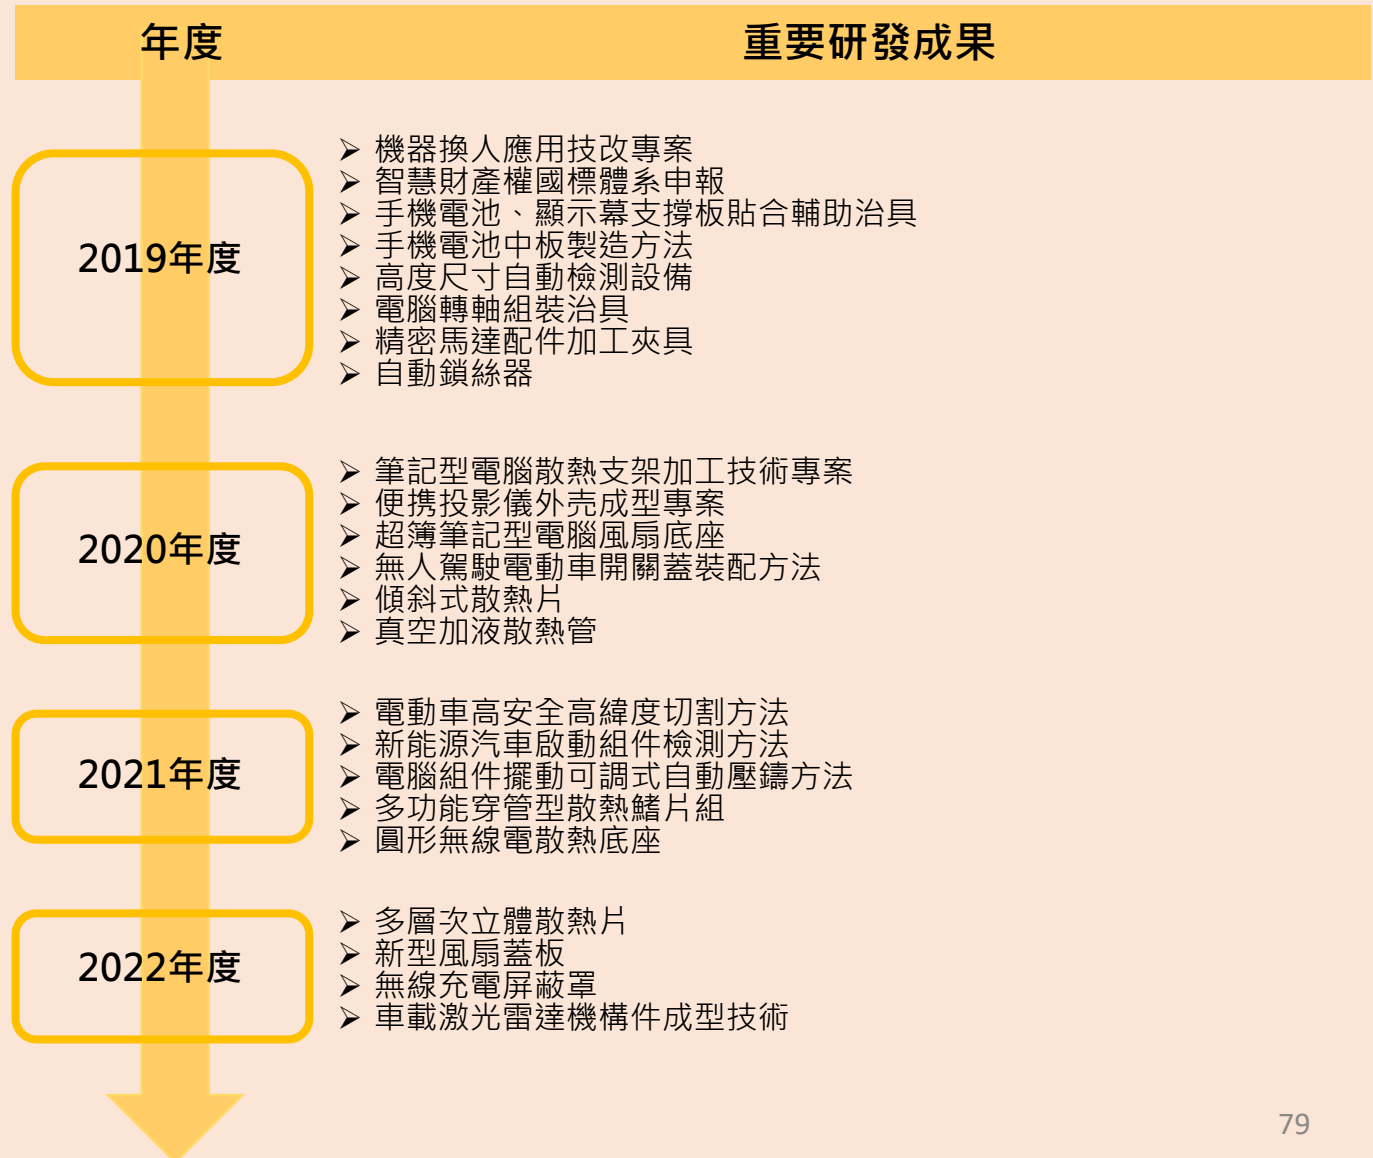 年度 重要研發成果
2019年度
➢ 機器換人應用技改專案
➢ 智慧財產權國標體系申報
➢ 手機電池、顯示幕支撐板貼合輔助治具
➢ 手機電池中板製造方法
➢ 高度尺寸自動檢測設備
➢ 電腦轉軸組裝治具
➢ 精密馬達配件加工夾具
➢ 自動鎖絲器
2020年度
➢ 筆記型電腦散熱支架加工技術專案
➢ 便携投影儀外壳成型專案
➢ 超簿筆記型電腦風扇底座
➢ 無人駕駛電動車開關蓋裝配方法
➢ 傾斜式散熱片
➢ 真空加液散熱管
2021年度
➢ 電動車高安全高緯度切割方法
➢ 新能源汽車啟動組件檢測方法
➢ 電腦組件擺動可調式自動壓鑄方法
➢ 多功能穿管型散熱鰭片組
➢ 圓形無線電散熱底座
2022年度
➢ 多層次立體散熱片
➢ 新型風扇蓋板
➢ 無線充電屏蔽罩
➢ 車載激光雷達機構件成型技術
79